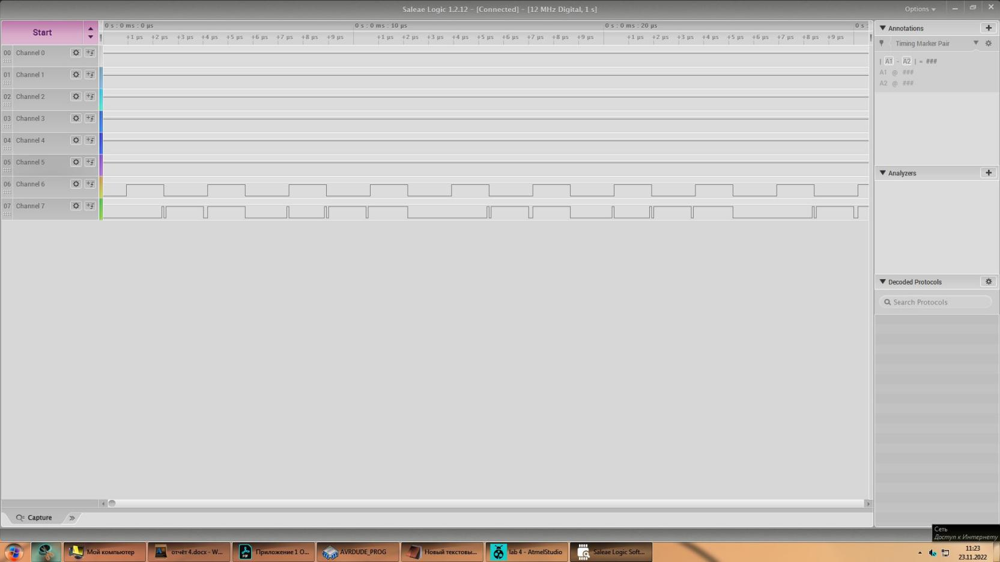 Saleae Logic 1.2.12 - [Connected] - [12 MHz Digital, 1 s]
Options
Start
0 s : 0 ms : 0 µs
0 s : 0 ms : 10 µs
0 s : 0 ms : 20 µs
0 s :
+1 µs +2 µs +3 µs +4 µs +5 µs +6 µs +7 µs +8 µs +9 µs
+1 µs +2 µs +3 µs +4 µs +5 µs +6 µs +7 µs +8 µs +9 µs
+1 µs +2 µs +3 µs +4 µs +5 µs +6 µs +7 µs +8 µs +9 µs
00 Channel 0
01 Channel 1
02 Channel 2
03 Channel 3
04 Channel 4
05 Channel 5
06 Channel 6
07 Channel 7
Annotations
Timing Marker Pair
| A1 - A2 | = ###
A1 @ ###
A2 @ ###
Analyzers
Decoded Protocols
Search Protocols
Capture
Сеть
Доступ к Интернету
Мой компьютер
отчёт 4.docx - W...
Приложение 1 О...
AVRDUDE_PROG
Новый текстовы...
lab 4 - AtmelStudio
Saleae Logic Soft...
11:23
23.11.2022